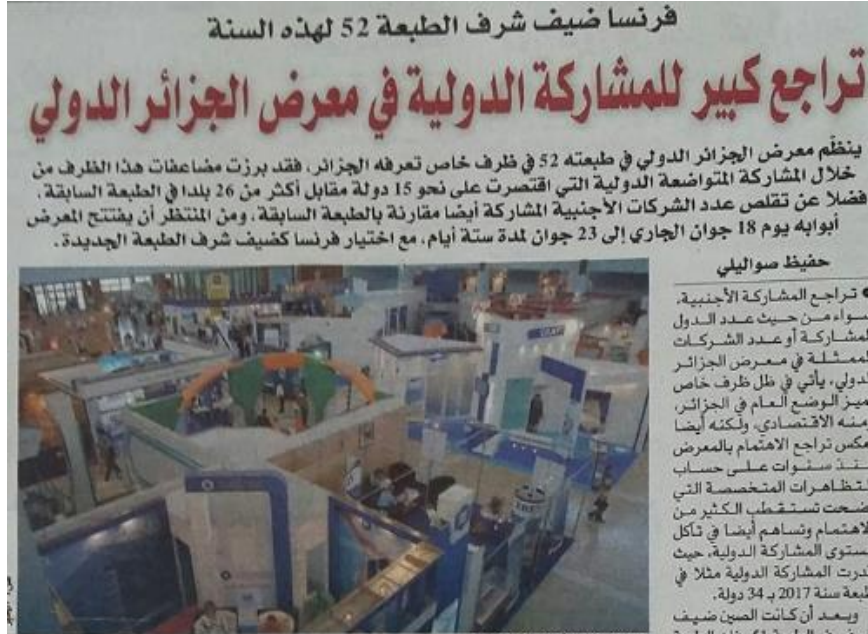 فرنسا ضيف شرف الطبعة 52 لهذه السنة
تراجع كبير للمشاركة الدولية في معرض الجزائر الدولي
ينظّم معرض الجزائر الدولي في طبعته 52 في ظرف خاص تعرفه الجزائر، فقد برزت مضاعفات هذا الظرف من
خلال المشاركة المتواضعة الدولية التي اقتصرت على نحو 15 دولة مقابل أكثر من 26 بلدا في الطبعة السابقة،
فضلا عن تقلص عدد الشركات الأجنبية المشاركة أيضا مقارنة بالطبعة السابقة. ومن المنتظر أن يفتتح المعرض
أبوابه يوم 18 جوان الجاري إلى 23 جوان لمدة ستة أيام، مع اختيار فرنسا كضيف شرف الطبعة الجديدة.
حفيظ صواليلي
تراجع المشاركة الأجنبية،
سواء من حيث عدد الدول
المشاركة أو عدد الشركات
الممثلة في معرض الجزائر
الدولي، يأتي في ظل ظرف خاص
يميز الوضع العام في الجزائر،
ومنه الاقتصادي، ولكنه أيضا
يعكس تراجع الاهتمام بالمعرض
منذ سنوات على حساب
التظاهرات المتخصصة التي
أضحت تستقطب الكثير من
الاهتمام وتساهم أيضا في تآكل
مستوى المشاركة الدولية، حيث
قدرت المشاركة الدولية مثلا في
طبعة سنة 2017 بـ 34 دولة.
وبعد أن كانت الصين ضيف